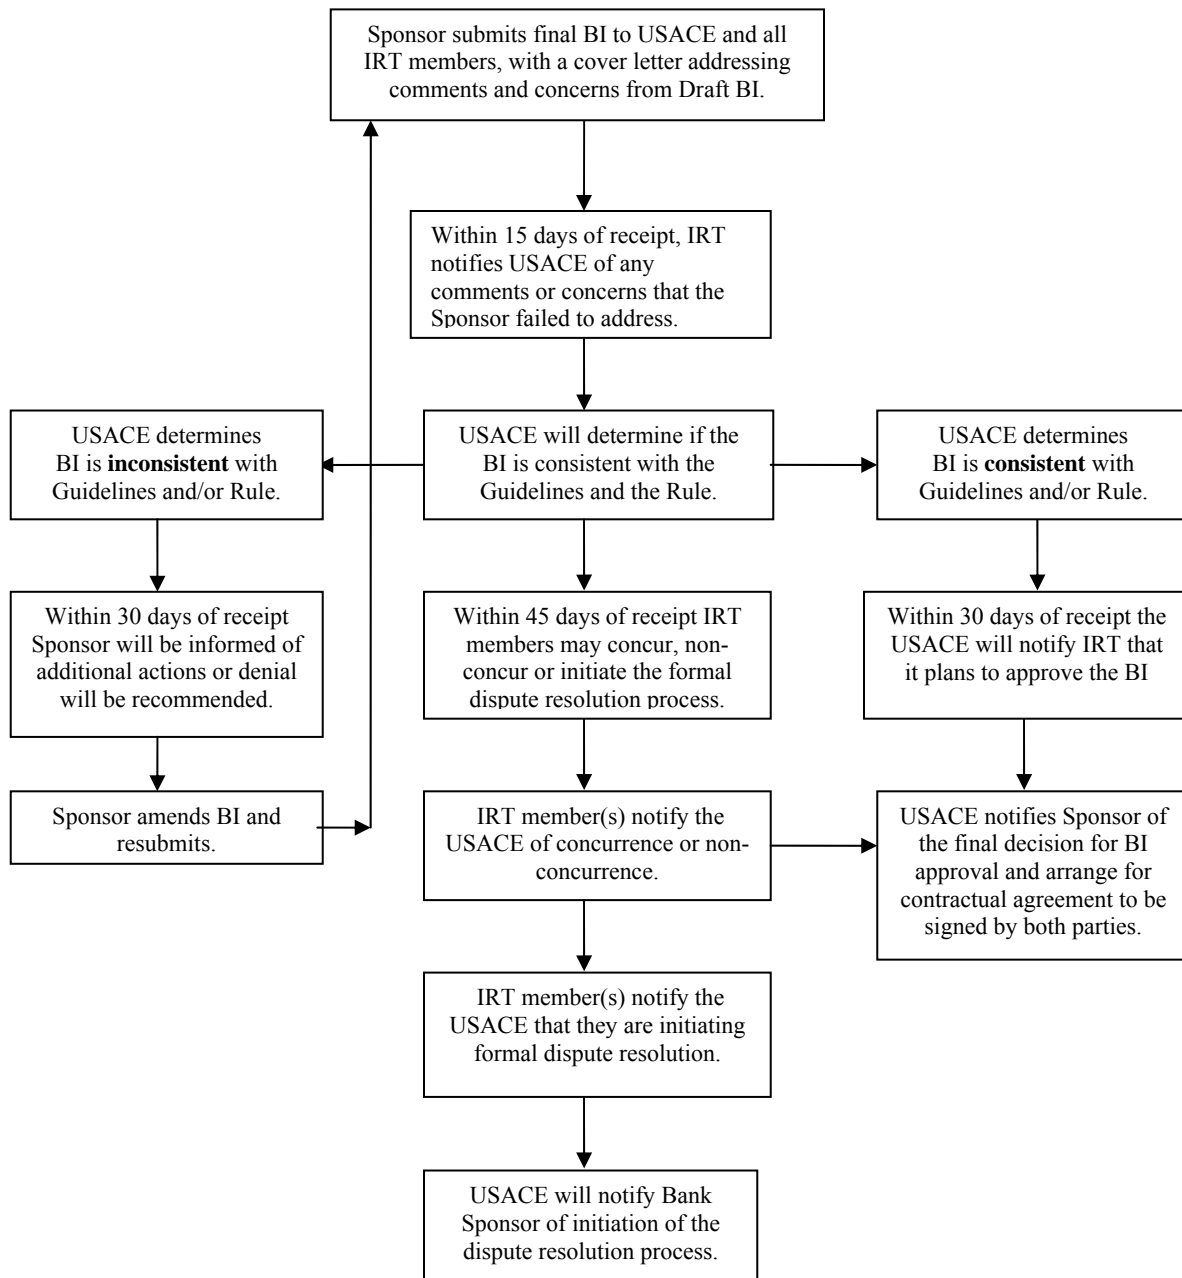 Sponsor submits final BI to USACE and all
IRT members, with a cover letter addressing
comments and concerns from Draft BI.
Within 15 days of receipt, IRT
notifies USACE of any
comments or concerns that the
Sponsor failed to address.
USACE determines
BI is inconsistent with
Guidelines and/or Rule.
USACE will determine if the
BI is consistent with the
Guidelines and the Rule.
USACE determines
BI is consistent with
Guidelines and/or Rule.
Within 30 days of receipt
Sponsor will be informed of
additional actions or denial
will be recommended.
Within 45 days of receipt IRT
members may concur, non-
concur or initiate the formal
dispute resolution process.
Within 30 days of receipt the
USACE will notify IRT that
it plans to approve the BI
Sponsor amends BI and
resubmits.
IRT member(s) notify the
USACE of concurrence or non-
concurrence.
USACE notifies Sponsor of
the final decision for BI
approval and arrange for
contractual agreement to be
signed by both parties.
IRT member(s) notify the
USACE that they are initiating
formal dispute resolution.
USACE will notify Bank
Sponsor of initiation of the
dispute resolution process.